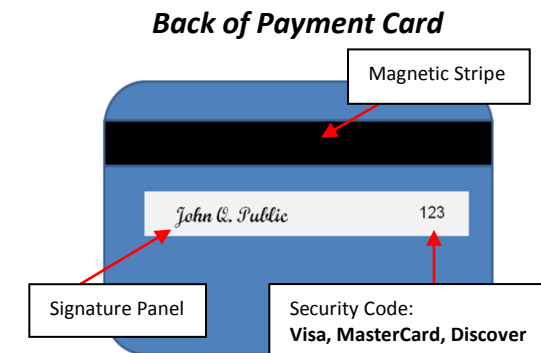 Back of Payment Card
Magnetic Stripe
John Q. Public
123
Signature Panel
Security Code:
Visa, MasterCard, Discover